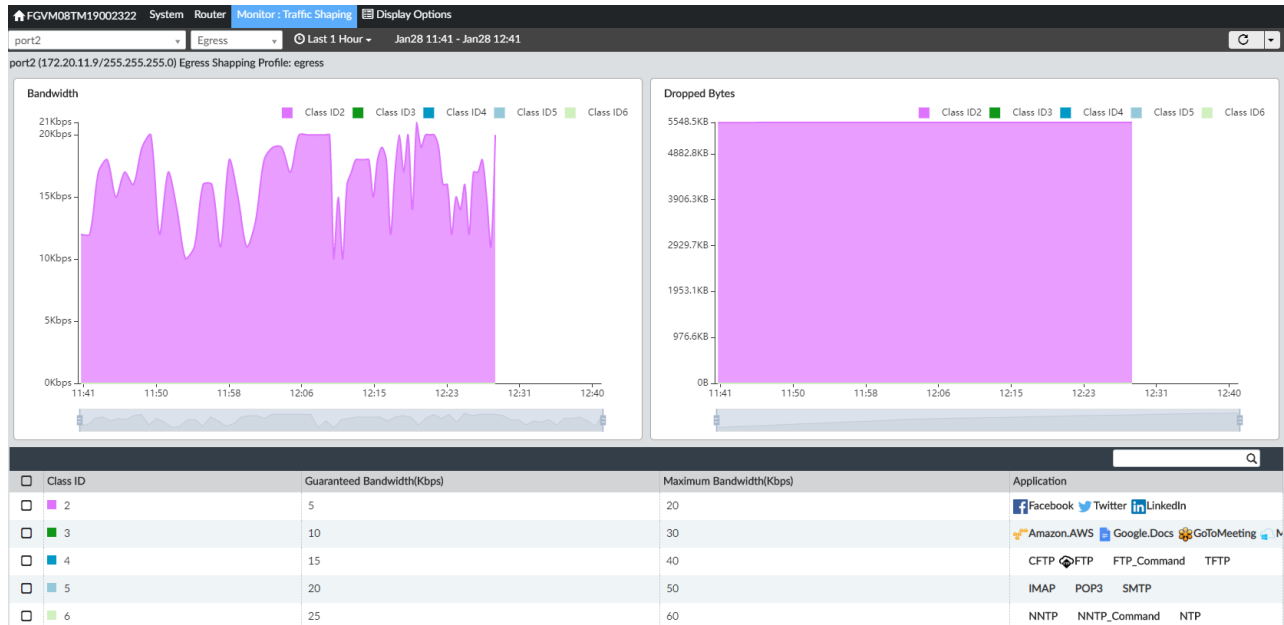 FGVM08TM19002322 System Router Monitor : Traffic Shaping Display Options
port2 Egress Last 1 Hour Jan28 11:41 - Jan28 12:41
port2 (172.20.11.9/255.255.255.0) Egress Shapping Profile: egress
Bandwidth
Class ID2 Class ID3 Class ID4 Class ID5 Class ID6
21Kbps
20Kbps
15Kbps
10Kbps
5Kbps
0Kbps
11:41 11:50 11:58 12:06 12:15 12:23 12:31 12:40
Dropped Bytes
Class ID2 Class ID3 Class ID4 Class ID5 Class ID6
5548.5KB
4882.8KB
3906.3KB
2929.7KB
1953.1KB
976.6KB
0B
11:41 11:50 11:58 12:06 12:15 12:23 12:31 12:40
Class ID Guaranteed Bandwidth(Kbps) Maximum Bandwidth(Kbps) Application
2 5 20 Facebook Twitter LinkedIn
3 10 30 Amazon.AWS Google.Docs GoToMeeting
4 15 40 CFTP FTP FTP_Command TFTP
5 20 50 IMAP POP3 SMTP
6 25 60 NNTP NNTP_Command NTP